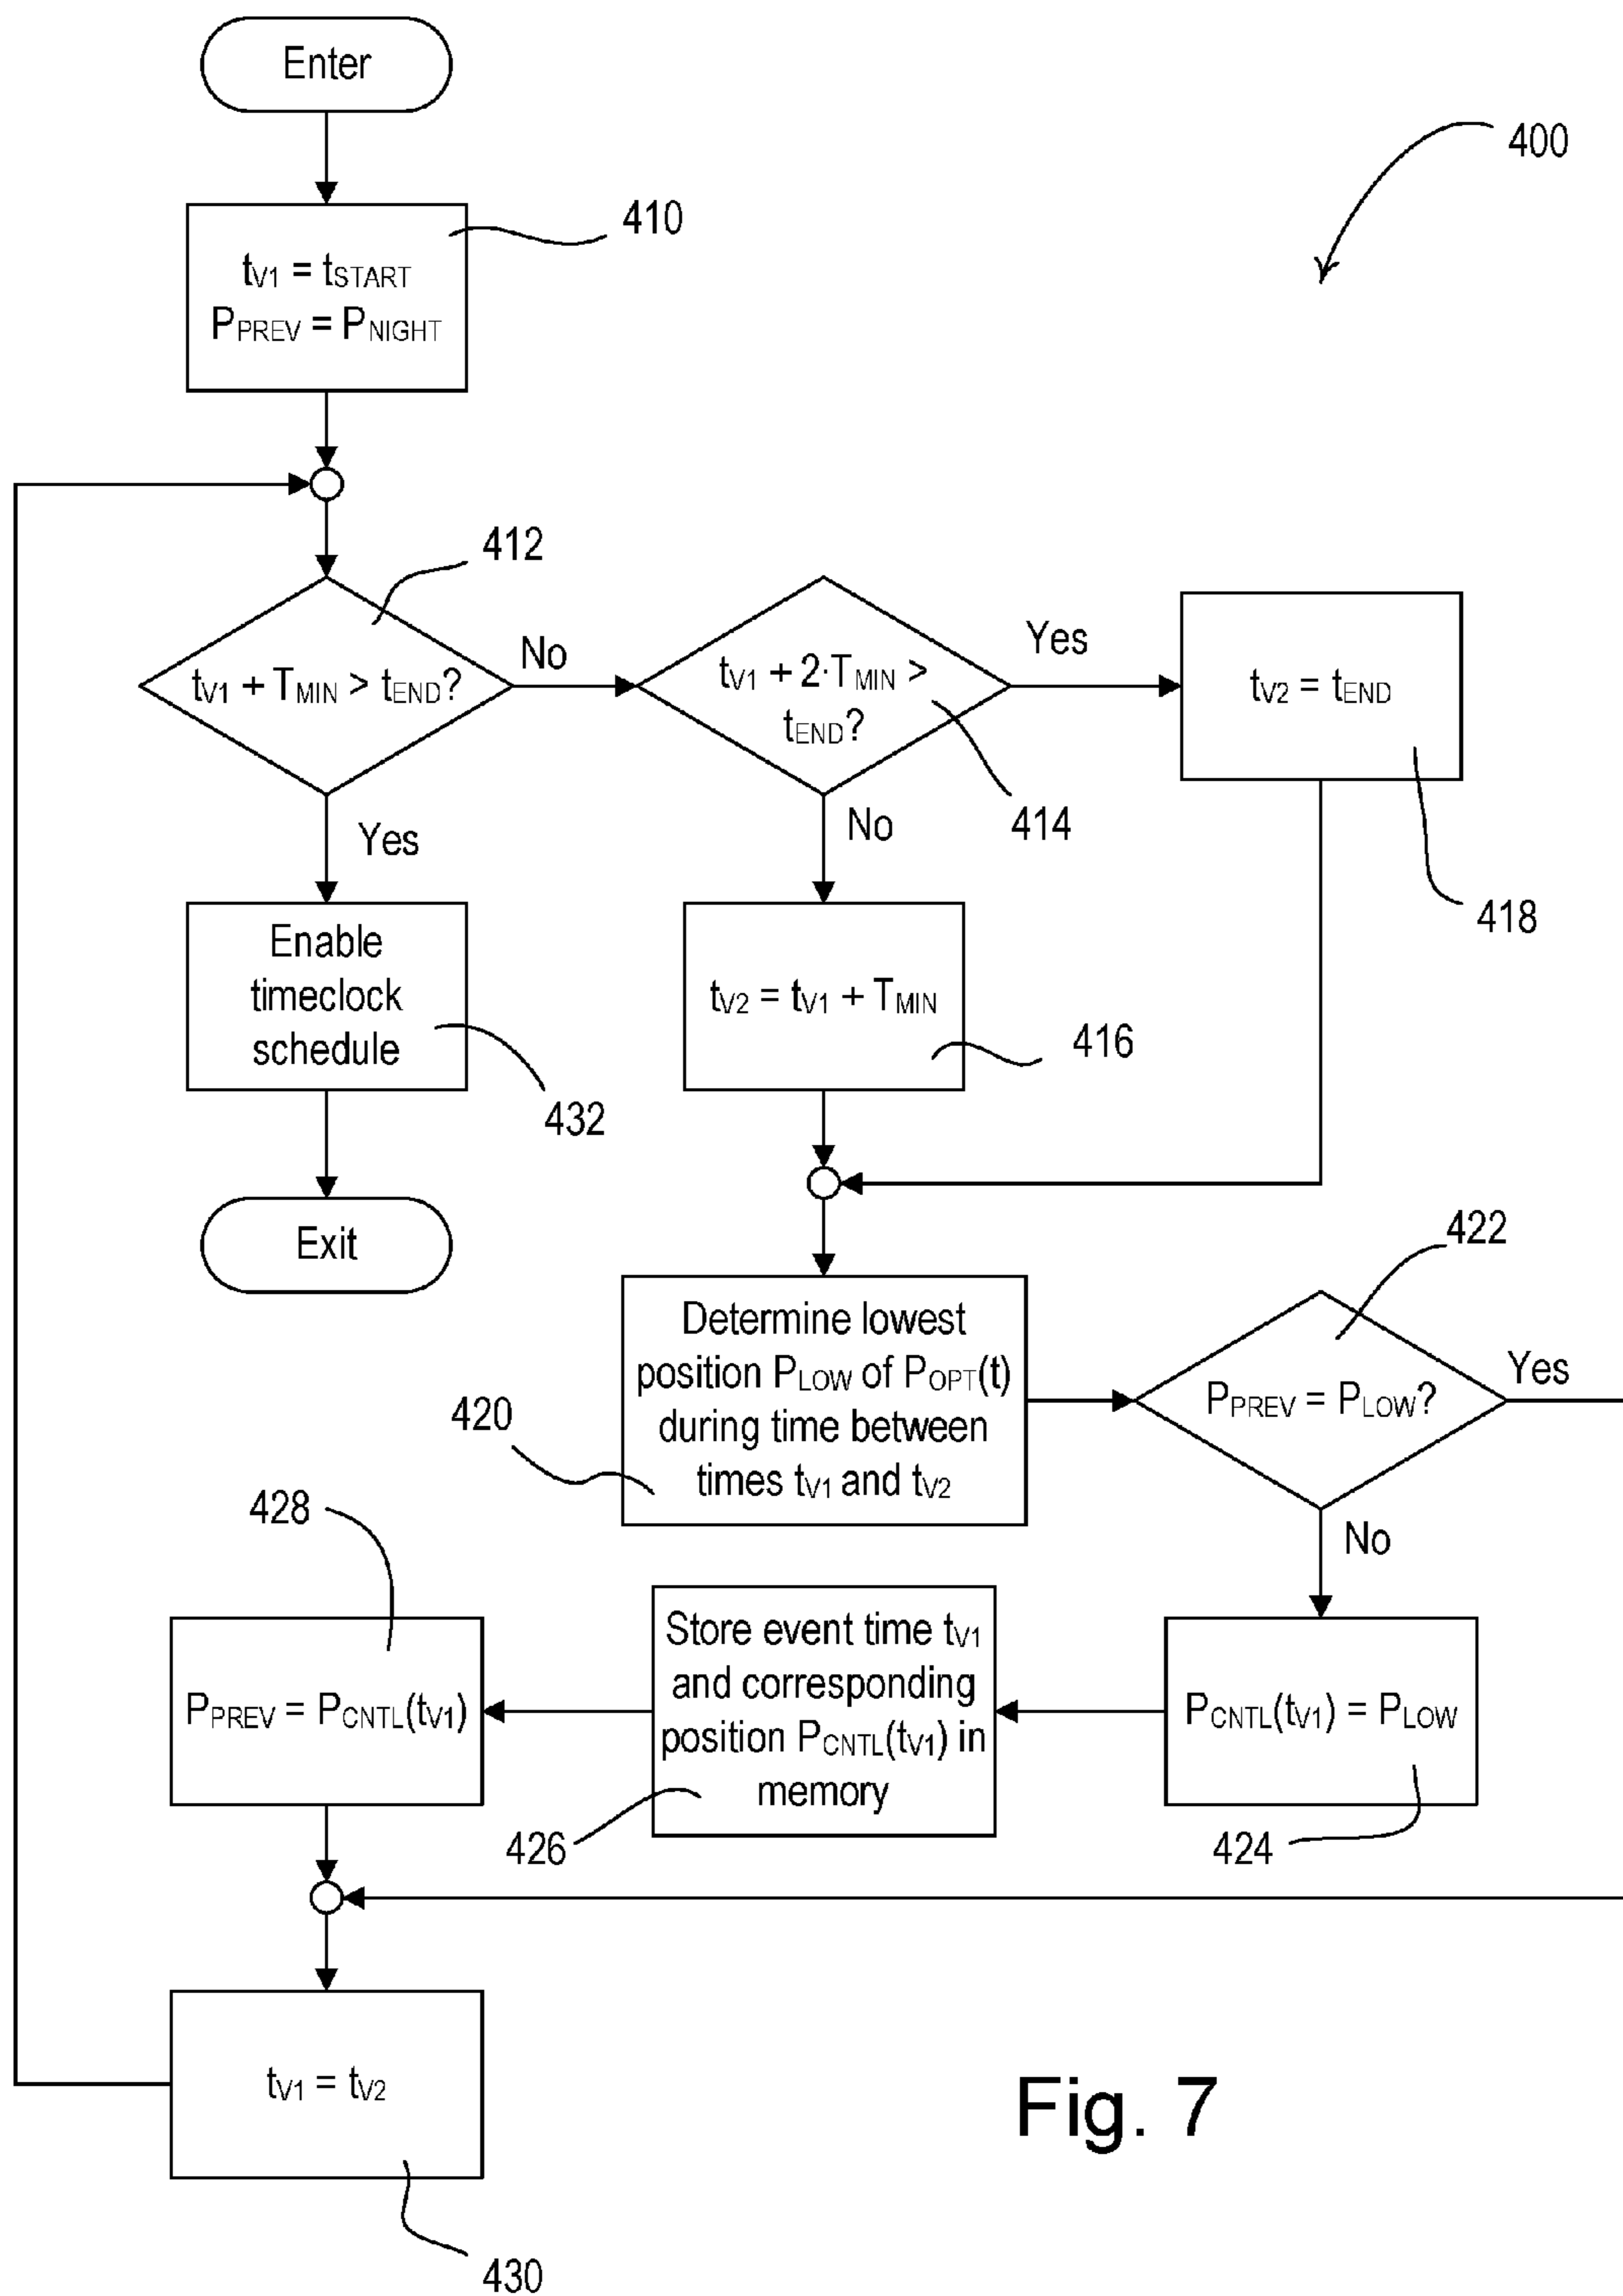 Enter
400
410
tV1 = tSTART
PPREV = PNIGHT
412
tV1 + TMIN > tEND?
No
tV1 + 2·TMIN >
tEND?
Yes
tV2 = tEND
414
418
Yes
No
Enable
timeclock
schedule
432
tV2 = tV1 + TMIN
416
Exit
Determine lowest
position PLOW of POPT(t)
during time between
times tV1 and tV2
420
422
PPREV = PLOW?
Yes
No
428
PPREV = PCNTL(tV1)
Store event time tV1
and corresponding
position PCNTL(tV1) in
memory
426
PCNTL(tV1) = PLOW
424
tV1 = tV2
430
Fig. 7